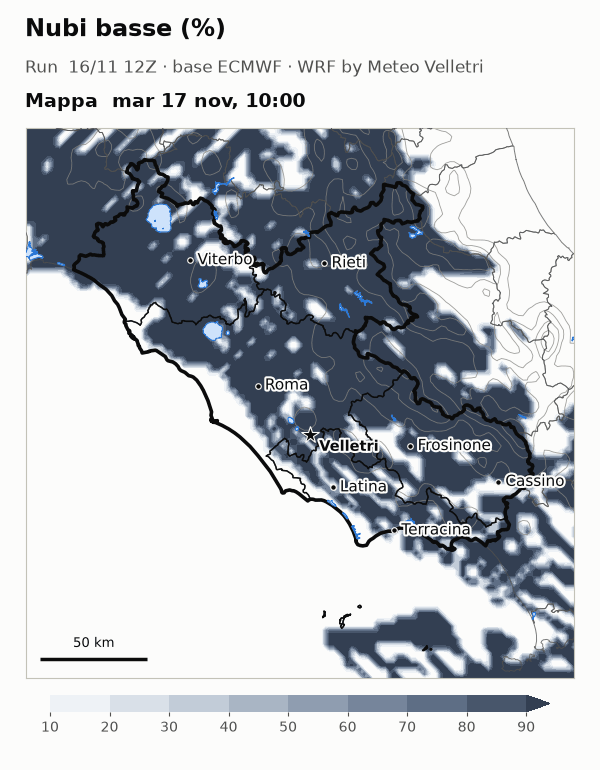 Nubi basse (%)
Run  16/11 12Z · base ECMWF · WRF by Meteo Velletri
Mappa  mar 17 nov, 10:00
Viterbo
Rieti
Roma
Velletri
Frosinone
Latina
Cassino
Terracina
50 km
10 20 30 40 50 60 70 80 90